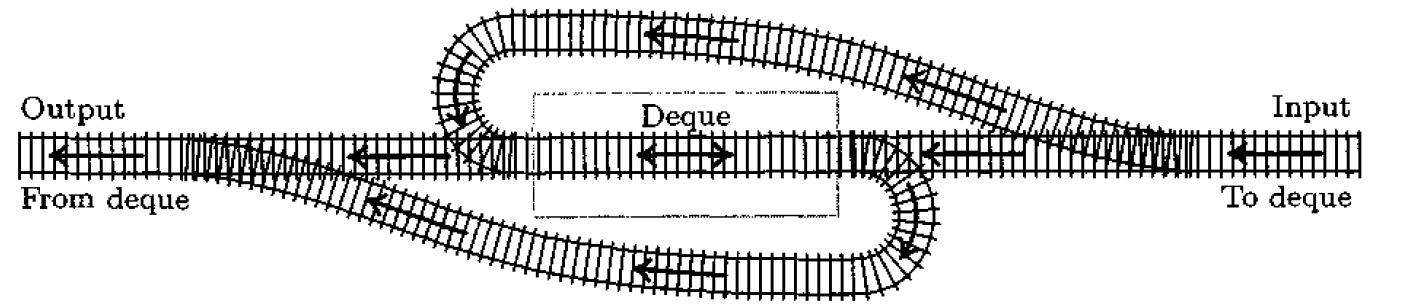 Output
Deque
Input
From deque
To deque